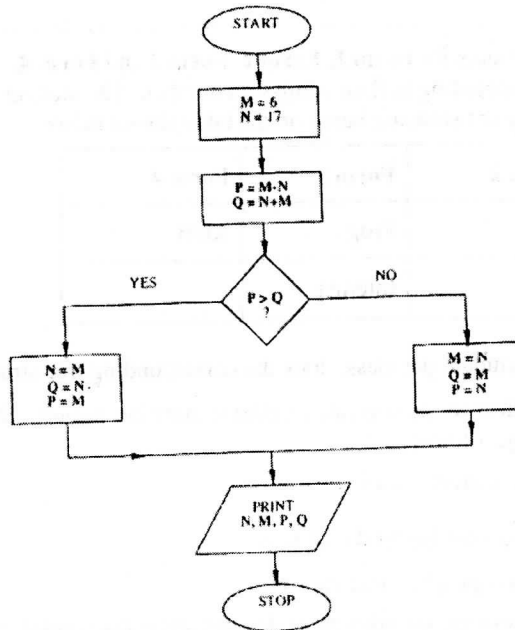 START
M = 6
N = 17
P = M-N
Q = N+M
YES
P > Q
?
NO
N = M
Q = N
P = M
M = N
Q = M
P = N
PRINT
N, M, P, Q
STOP